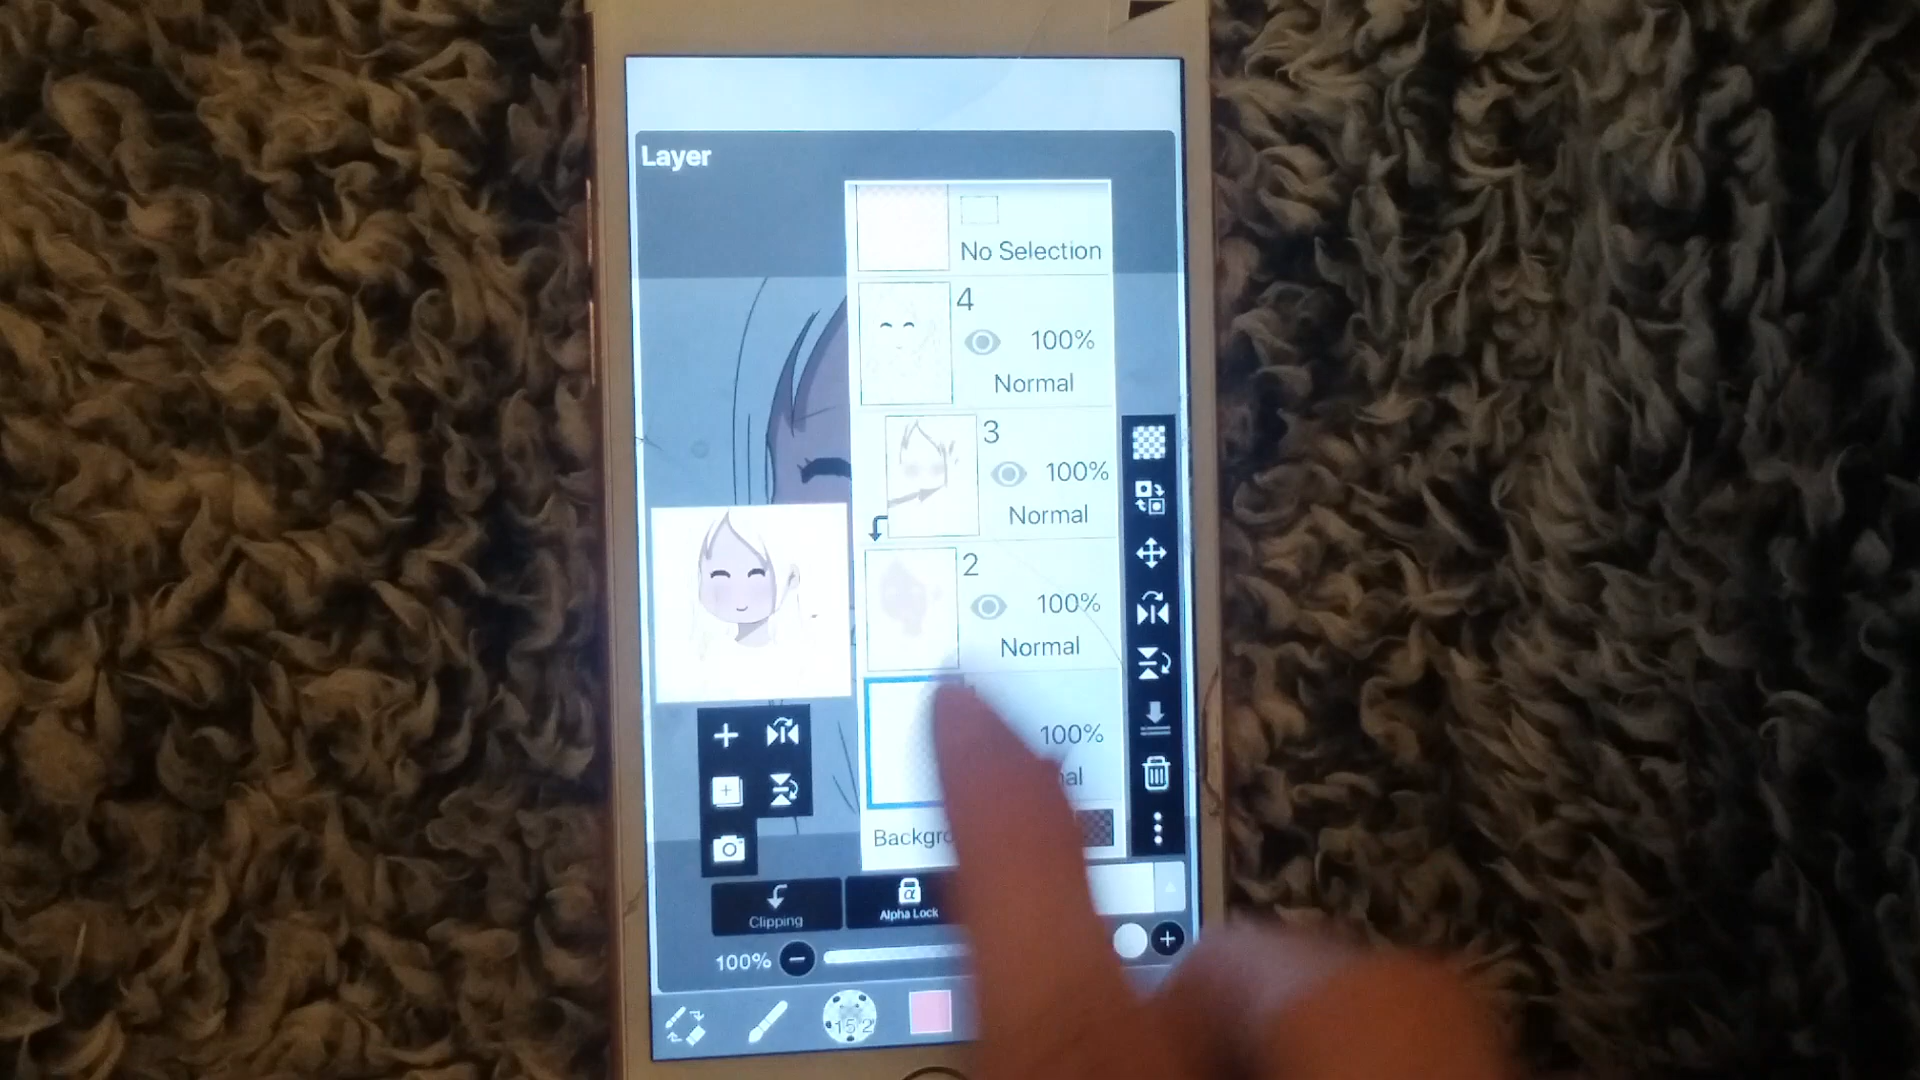 Layer
No Selection
4
100%
Normal
3
100%
Normal
2
100%
Normal
100%
Clipping
Alpha Lock
100%